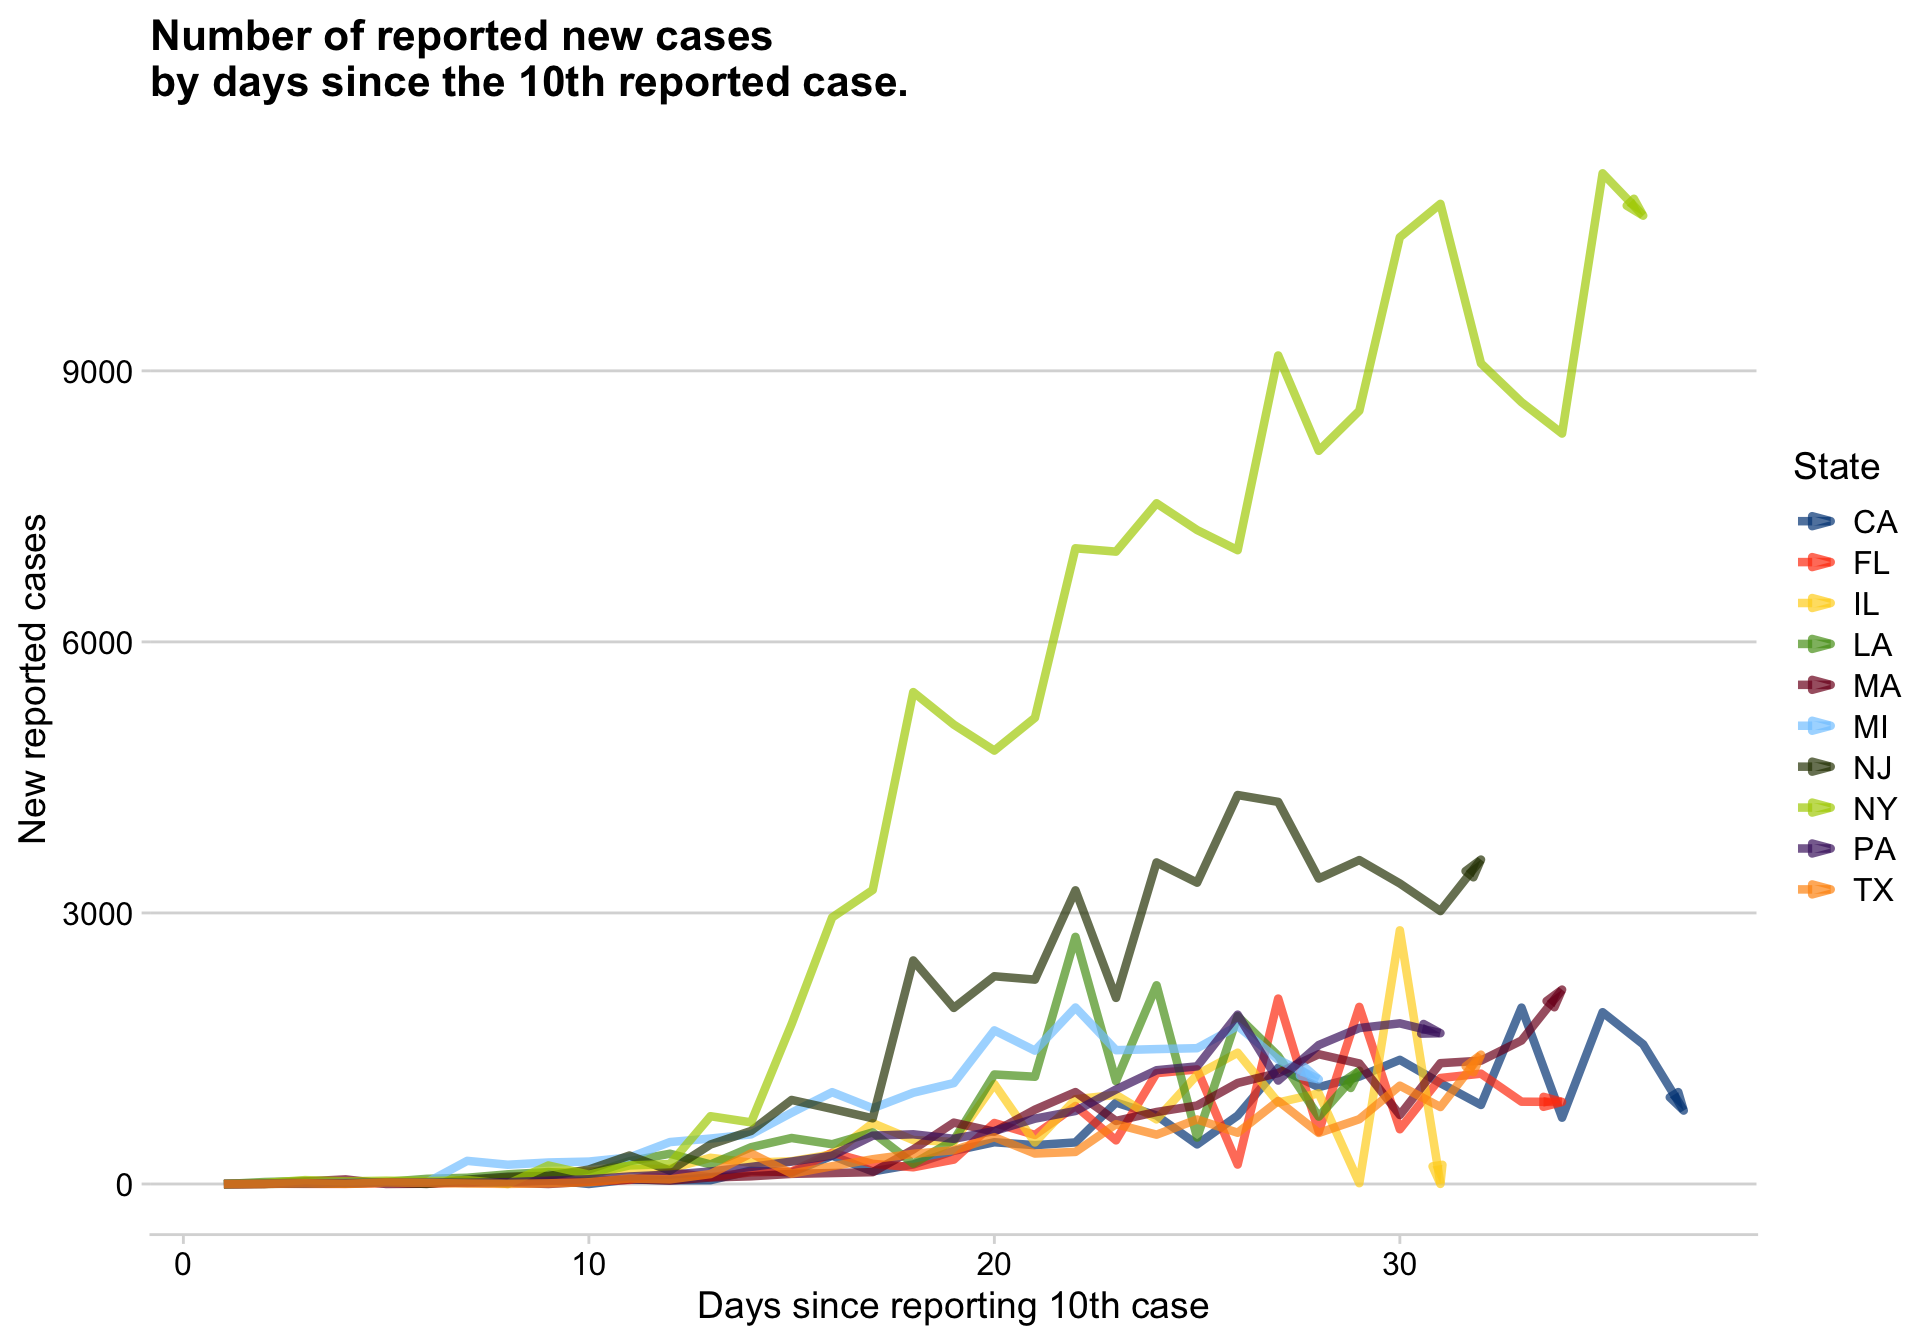 Number of reported new cases
by days since the 10th reported case.
New reported cases
9000
6000
3000
0
0 10 20 30
Days since reporting 10th case
State
CA
FL
IL
LA
MA
MI
NJ
NY
PA
TX